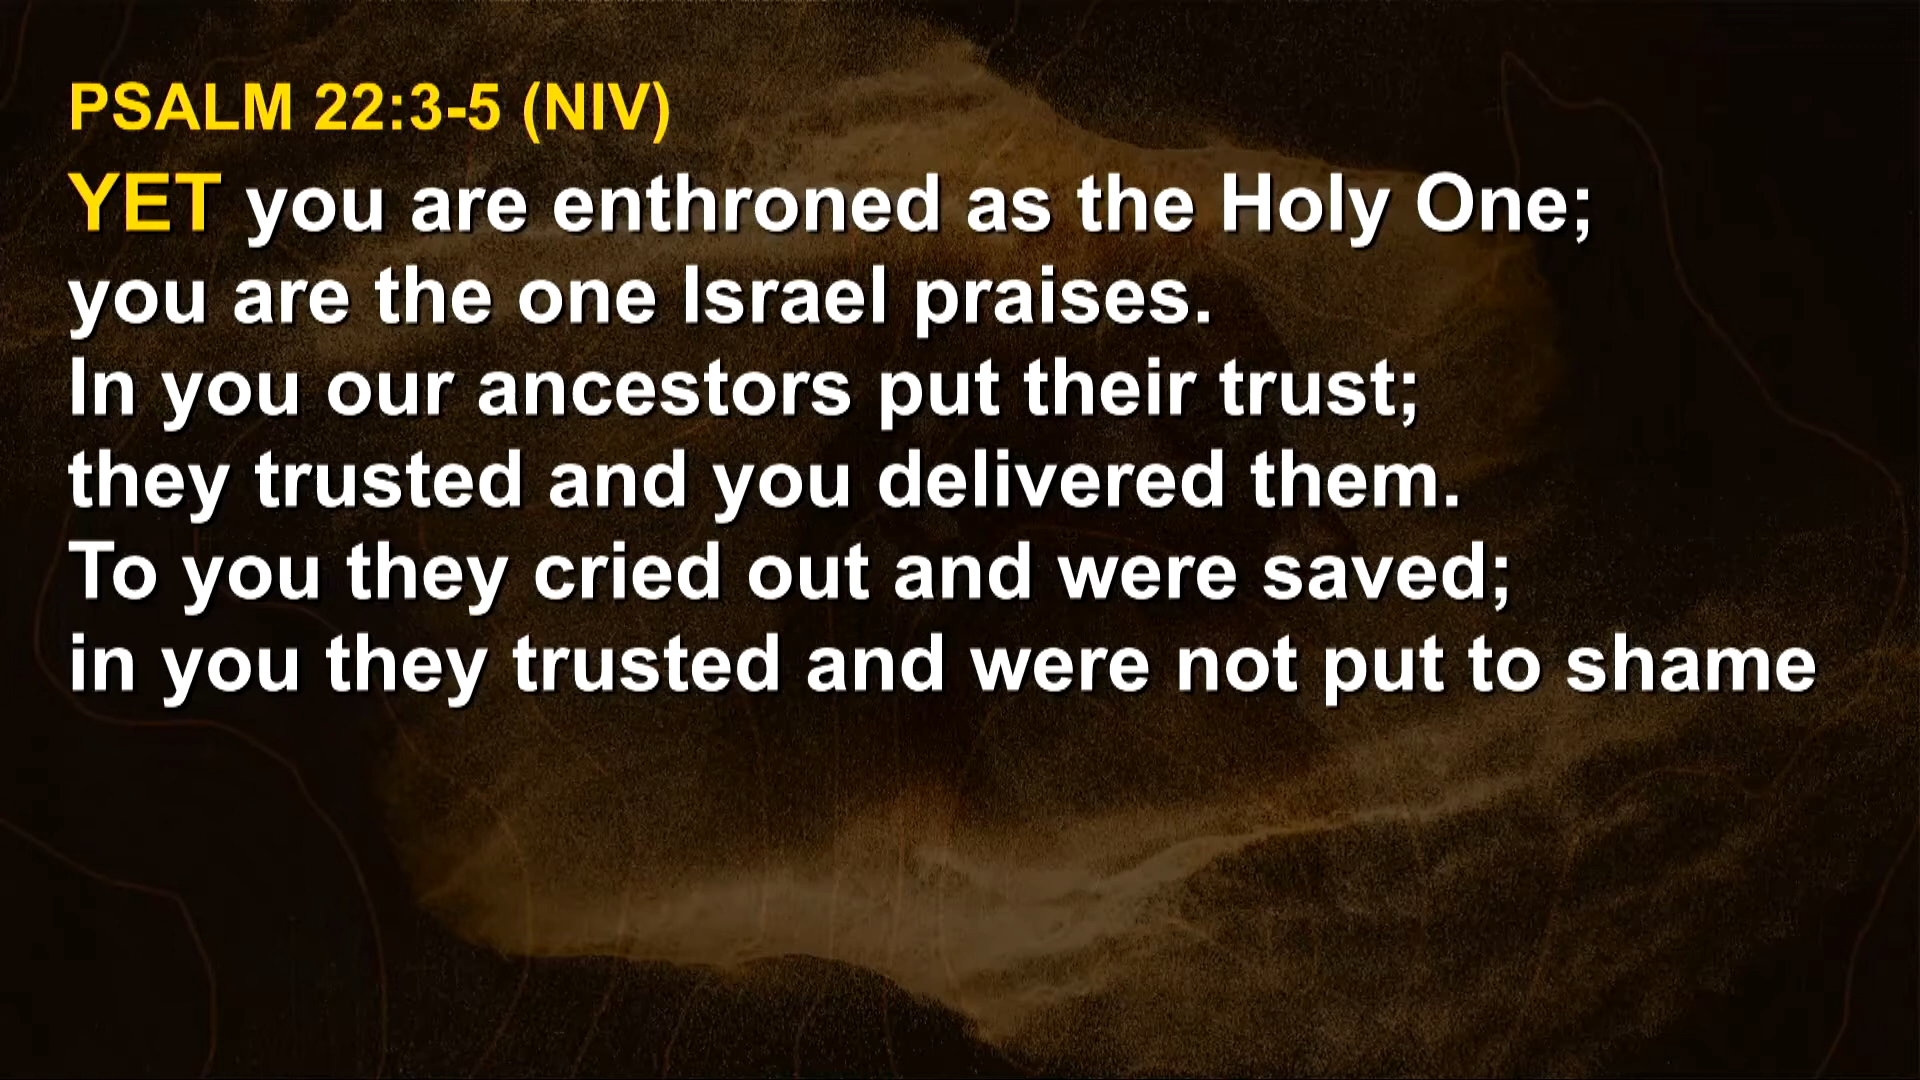 PSALM 22:3-5 (NIV)
YET you are enthroned as the Holy One;
you are the one Israel praises.
In you our ancestors put their trust;
they trusted and you delivered them.
To you they cried out and were saved;
in you they trusted and were not put to shame